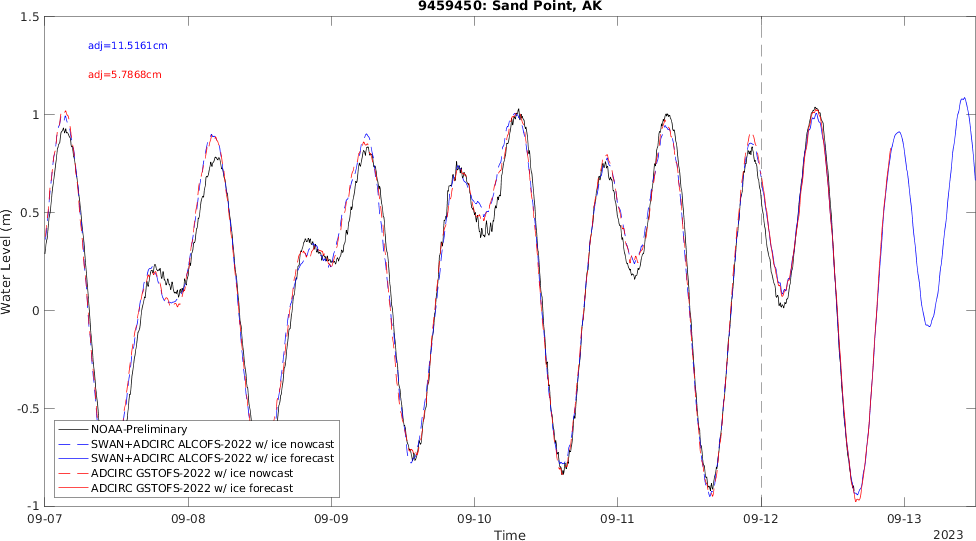 9459450: Sand Point, AK
adj=11.5161cm
adj=5.7868cm
Water Level (m)
1.5
1
0.5
0
-0.5
-1
NOAA-Preliminary
SWAN+ADCIRC ALCOFS-2022 w/ ice nowcast
SWAN+ADCIRC ALCOFS-2022 w/ ice forecast
ADCIRC GSTOFS-2022 w/ ice nowcast
ADCIRC GSTOFS-2022 w/ ice forecast
09-07 09-08 09-09 09-10 09-11 09-12 09-13
Time
2023